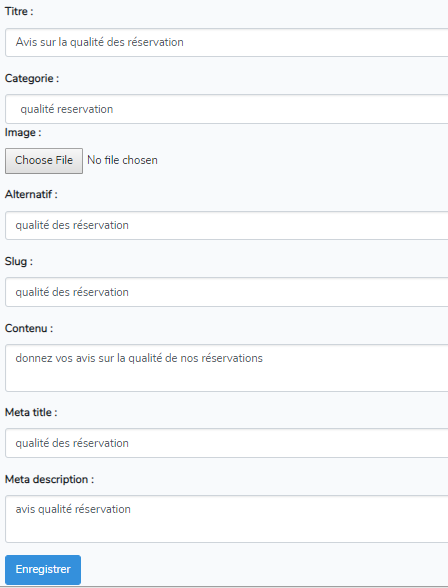 Titre :
Avis sur la qualité des réservation
Categorie :
qualité reservation
Image :
Choose File No file chosen
Alternatif :
qualité des réservation
Slug :
qualité des réservation
Contenu :
donnez vos avis sur la qualité de nos réservations
Meta title :
qualité des réservation
Meta description :
avis qualité réservation
Enregistrer